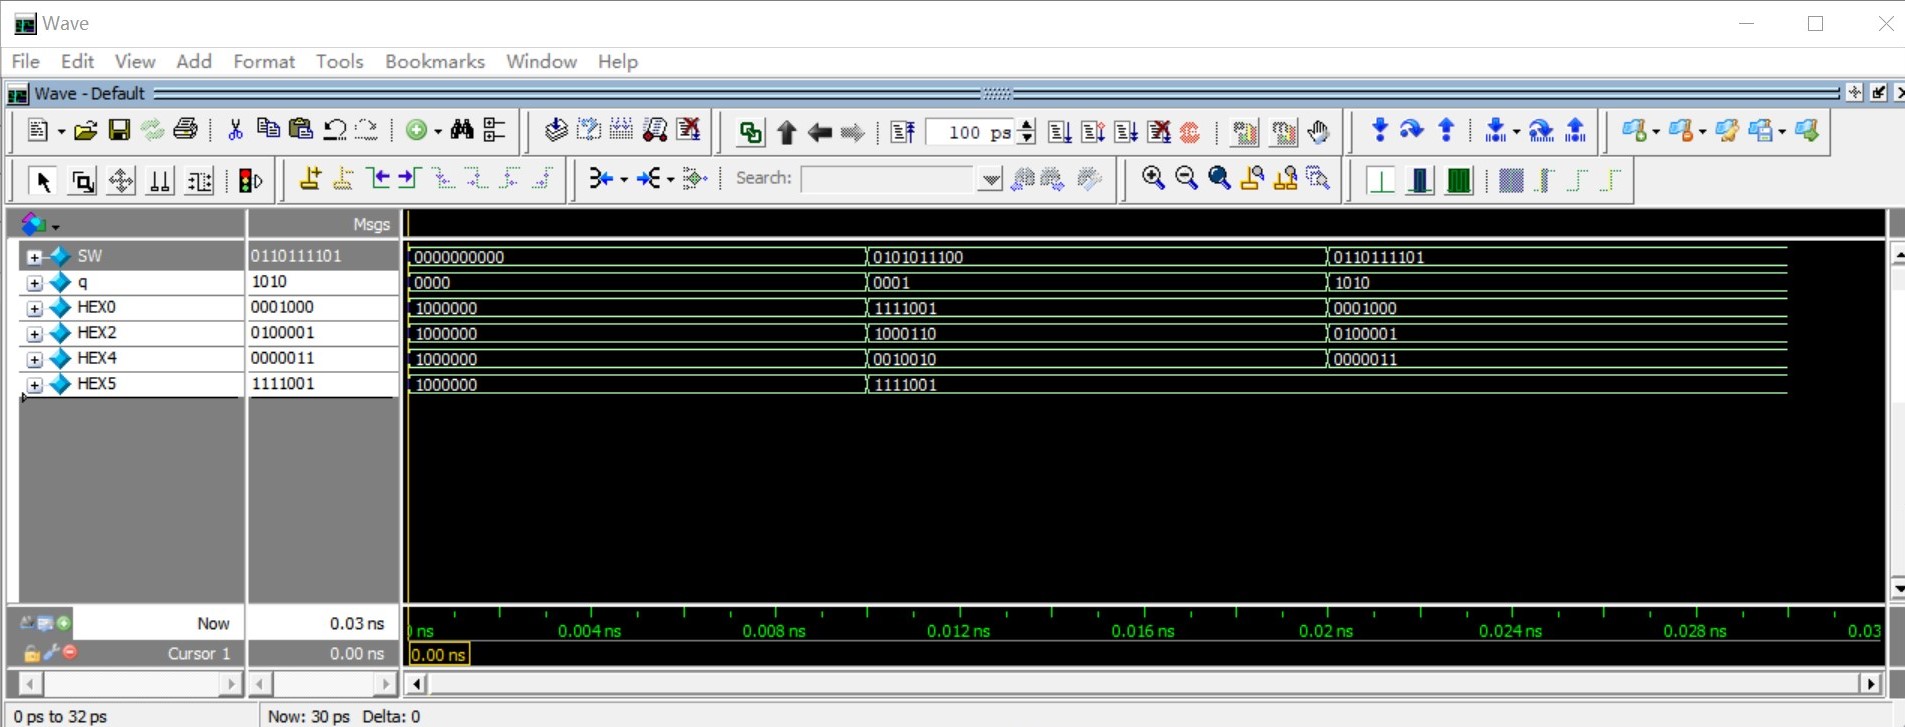 Wave
File Edit View Add Format Tools Bookmarks Window Help
Wave - Default
100 ps
Search:
Msgs
SW 0110111101 0000000000 0101011100 0110111101
q 1010 0000 0001 1010
HEX0 0001000 1000000 1111001 0001000
HEX2 0100001 1000000 1000110 0100001
HEX4 0000011 1000000 0010010 0000011
HEX5 1111001 1000000 1111001
Now 0.03 ns ns 0.004 ns 0.008 ns 0.012 ns 0.016 ns 0.02 ns 0.024 ns 0.028 ns 0.03
Cursor 1 0.00 ns 0.00 ns
0 ps to 32 ps Now: 30 ps Delta: 0